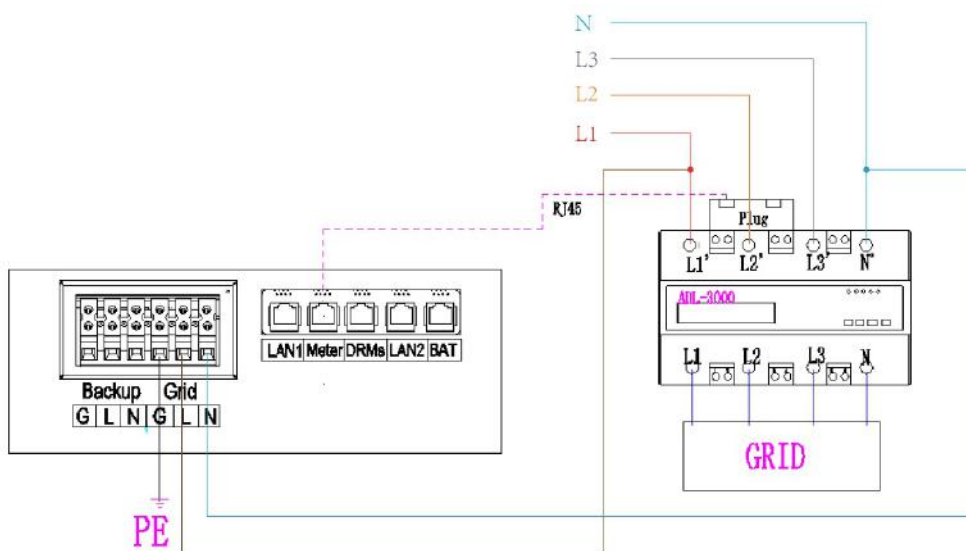 N
L3
L2
L1
RJ45
Plug
L1' L2' L3' N'
ADL-3000
LAN1 Meter DRMs LAN2 BAT
L1 L2 L3 N
Backup Grid
G L N G L N
GRID
PE